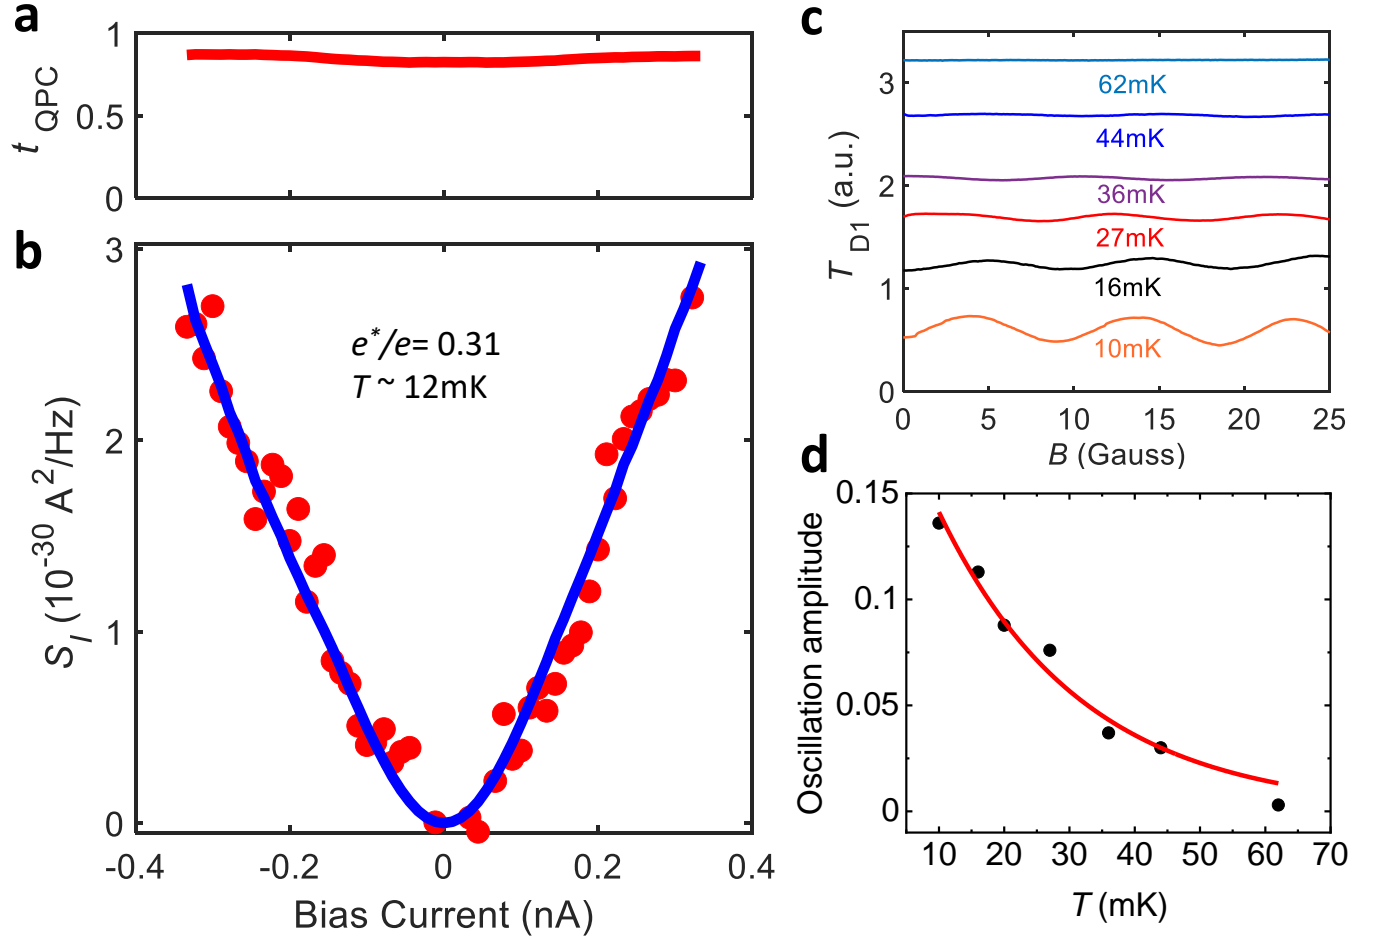 a
1
0.5
0
t QPC
b
3
2
1
0
S_I (10^-30 A^2/Hz)
e*/e= 0.31
T ~ 12mK
-0.4 -0.2 0 0.2 0.4
Bias Current (nA)
c
3
2
1
0
T D1 (a.u.)
62mK
44mK
36mK
27mK
16mK
10mK
0 5 10 15 20 25
B (Gauss)
d
0.15
0.1
0.05
0
Oscillation amplitude
10 20 30 40 50 60 70
T (mK)